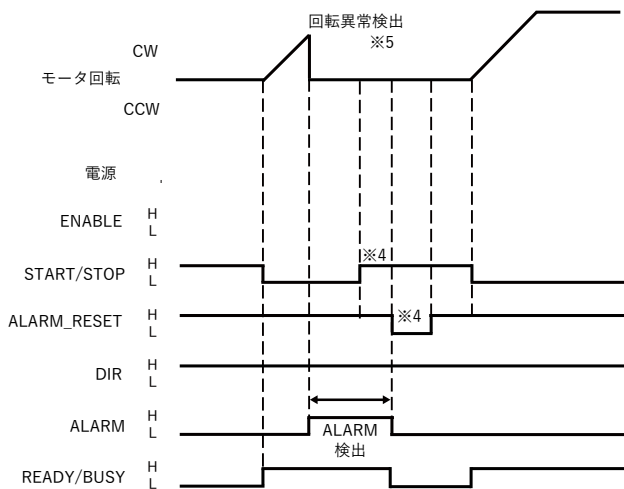 回転異常検出
※5
CW
モータ回転
CCW
電源
ENABLE H
L
START/STOP H
L
※4
ALARM_RESET H
L
※4
DIR H
L
ALARM H
L
ALARM
検出
READY/BUSY H
L